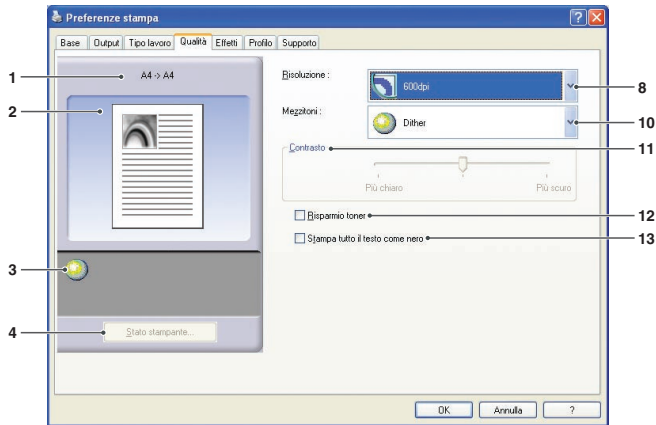 Preferenze stampa
Base Output Tipo lavoro Qualità Effetti Profilo Supporto
1
A4 -> A4
2
3
4
Stato stampante...
Risoluzione :
600dpi
8
Mezzitoni :
Dither
10
Contrasto
11
Più chiaro Più scuro
Risparmio toner
12
Stampa tutto il testo come nero
13
OK Annulla ?